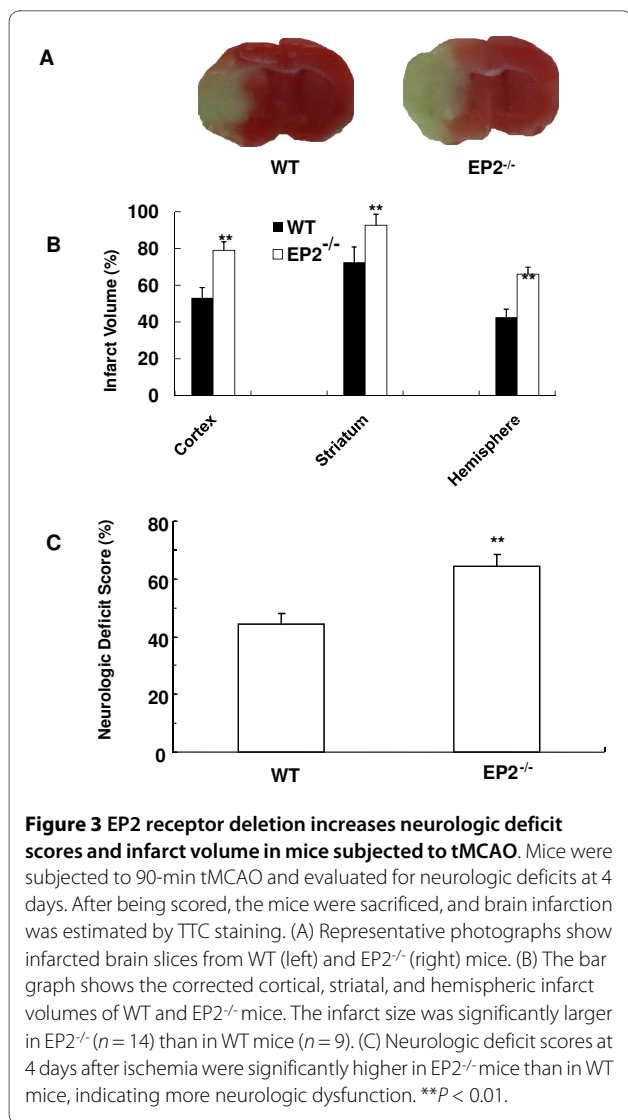 A
WT
EP2-/-
B
100
80
60
40
20
0
Infarct Volume (%)
WT
EP2-/-
**
**
**
Cortex
Striatum
Hemisphere
C
80
60
40
20
0
Neurologic Deficit Score (%)
**
WT
EP2-/-
Figure 3 EP2 receptor deletion increases neurologic deficit
scores and infarct volume in mice subjected to tMCAO. Mice were
subjected to 90-min tMCAO and evaluated for neurologic deficits at 4
days. After being scored, the mice were sacrificed, and brain infarction
was estimated by TTC staining. (A) Representative photographs show
infarcted brain slices from WT (left) and EP2-/- (right) mice. (B) The bar
graph shows the corrected cortical, striatal, and hemispheric infarct
volumes of WT and EP2-/- mice. The infarct size was significantly larger
in EP2-/- (n = 14) than in WT mice (n = 9). (C) Neurologic deficit scores at
4 days after ischemia were significantly higher in EP2-/- mice than in WT
mice, indicating more neurologic dysfunction. **P < 0.01.